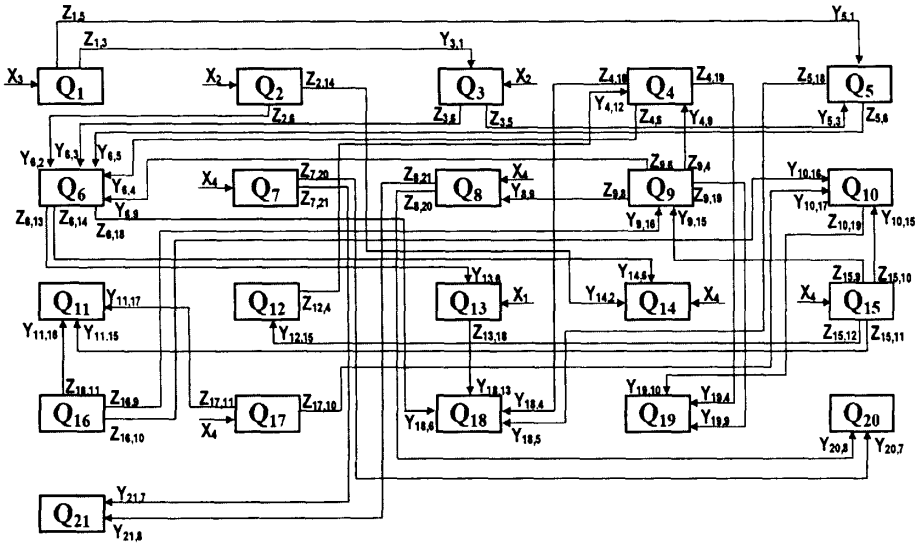 Z1,5 Y5,1
Z1,3 Y3,1
X3 Q1 X2 Q2 Z2,14 Q3 X2 Z4,18 Q4 Z4,19 Z5,18 Q5
Y4,12
Z2,6 Z3,6 Z3,5 Z4,6 Y4,9 Y5,3 Z5,6
Y6,2 Y6,3 Y6,5
Q6 Y6,4 X4 Q7 Z7,20 Z8,21 Q8 X4 Z9,6 Q9 Z9,4 Y10,16 Q10
Z7,21 Z8,20 Y8,9 Z9,8 Z9,19 Y10,17
Z6,13 Z6,14 Y6,9 Y9,16 Y9,15 Z10,19 Y10,15
Z6,18
Y13,6 Y14,6 Z15,9 Z15,10
Q11 Y11,17 Q12 Z12,4 Q13 X1 Y14,2 Q14 X4 X4 Q15
Y11,16 Y11,15 Y12,15 Z13,18 Z15,12 Z15,11
Z16,11 Z16,9 Z17,11 Z17,10 Y18,13 Y19,10 Y19,4
Q16 Q17 Q18 Y18,4 Q19 Q20
Z16,10 X4 Y18,6 Y18,5 Y19,9
Y20,8 Y20,7
Q21 Y21,7
Y21,8